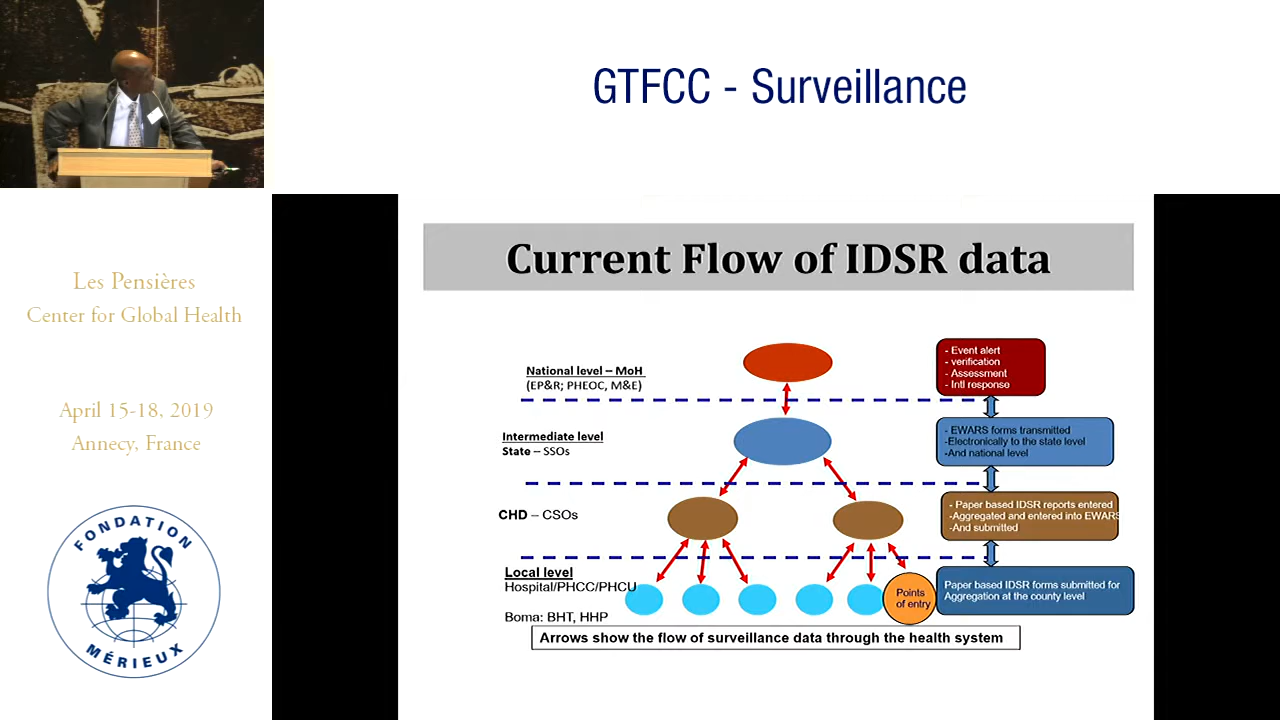 GTFCC - Surveillance
Les Pensières
Center for Global Health
April 15-18, 2019
Annecy, France
FONDATION
MÉRIEUX
Current Flow of IDSR data
National level – MoH
(EP&R; PHEOC, M&E)
- Event alert
- verification
- Assessment
- Intl response
Intermediate level
State – SSOs
- EWARS forms transmitted
-Electronically to the state level
-And national level
CHD – CSOs
- Paper based IDSR reports entered
-Aggregated and entered into EWARS
-And submitted
Local level
Hospital/PHCC/PHCU
Boma: BHT, HHP
Points
of entry
Paper based IDSR forms submitted for
Aggregation at the county level
Arrows show the flow of surveillance data through the health system